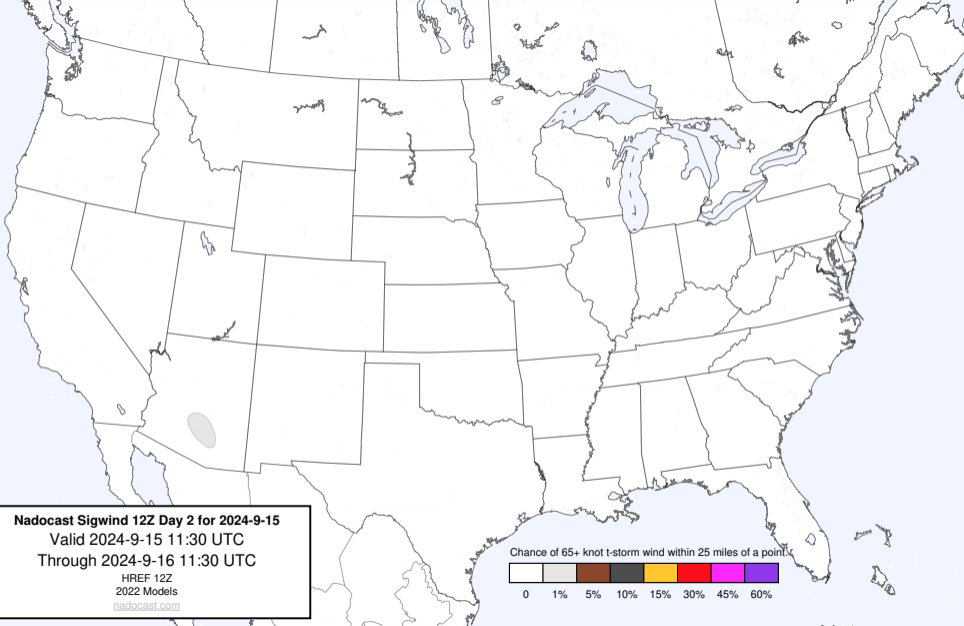 Nadocast Sigwind 12Z Day 2 for 2024-9-15
Valid 2024-9-15 11:30 UTC
Through 2024-9-16 11:30 UTC
HREF 12Z
2022 Models
nadocast.com
Chance of 65+ knot t-storm wind within 25 miles of a point.
0 1% 5% 10% 15% 30% 45% 60%